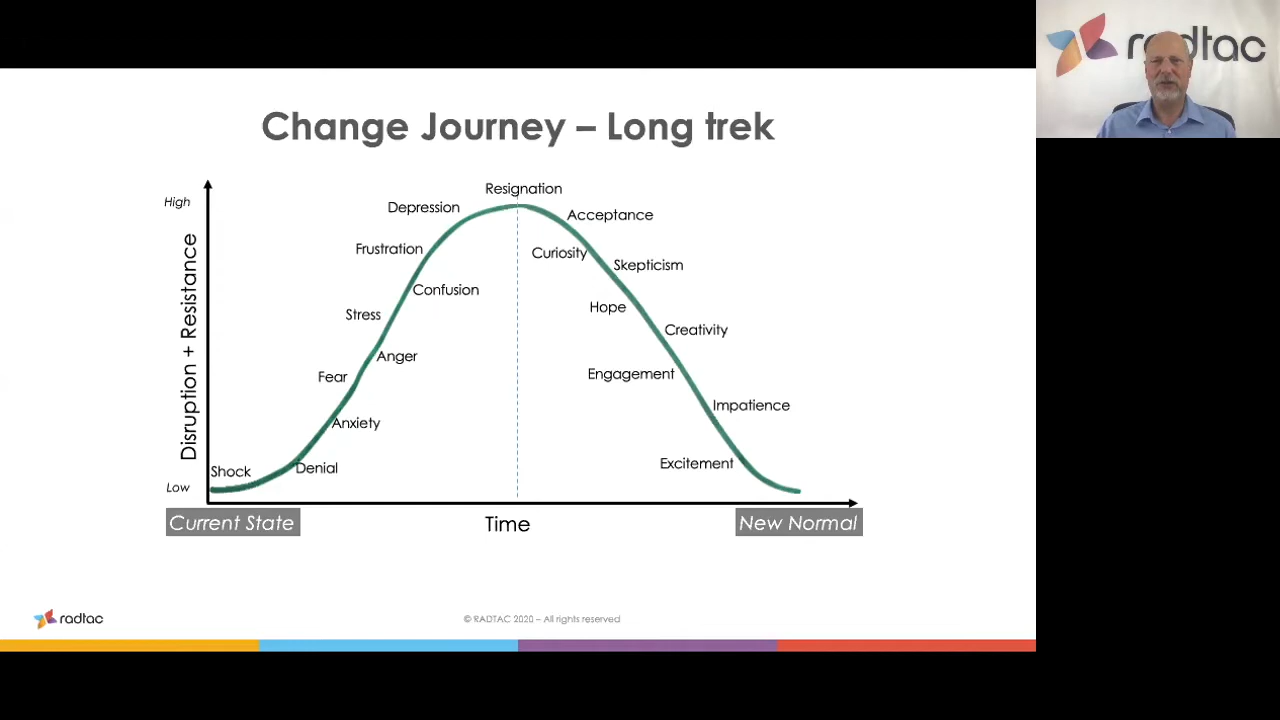 Change Journey – Long trek
High
Disruption + Resistance
Low
Resignation
Depression
Acceptance
Frustration
Curiosity
Skepticism
Confusion
Hope
Stress
Creativity
Anger
Engagement
Fear
Impatience
Anxiety
Excitement
Shock
Denial
Current State
Time
New Normal
radtac
© RADTAC 2020 – All rights reserved
radtac